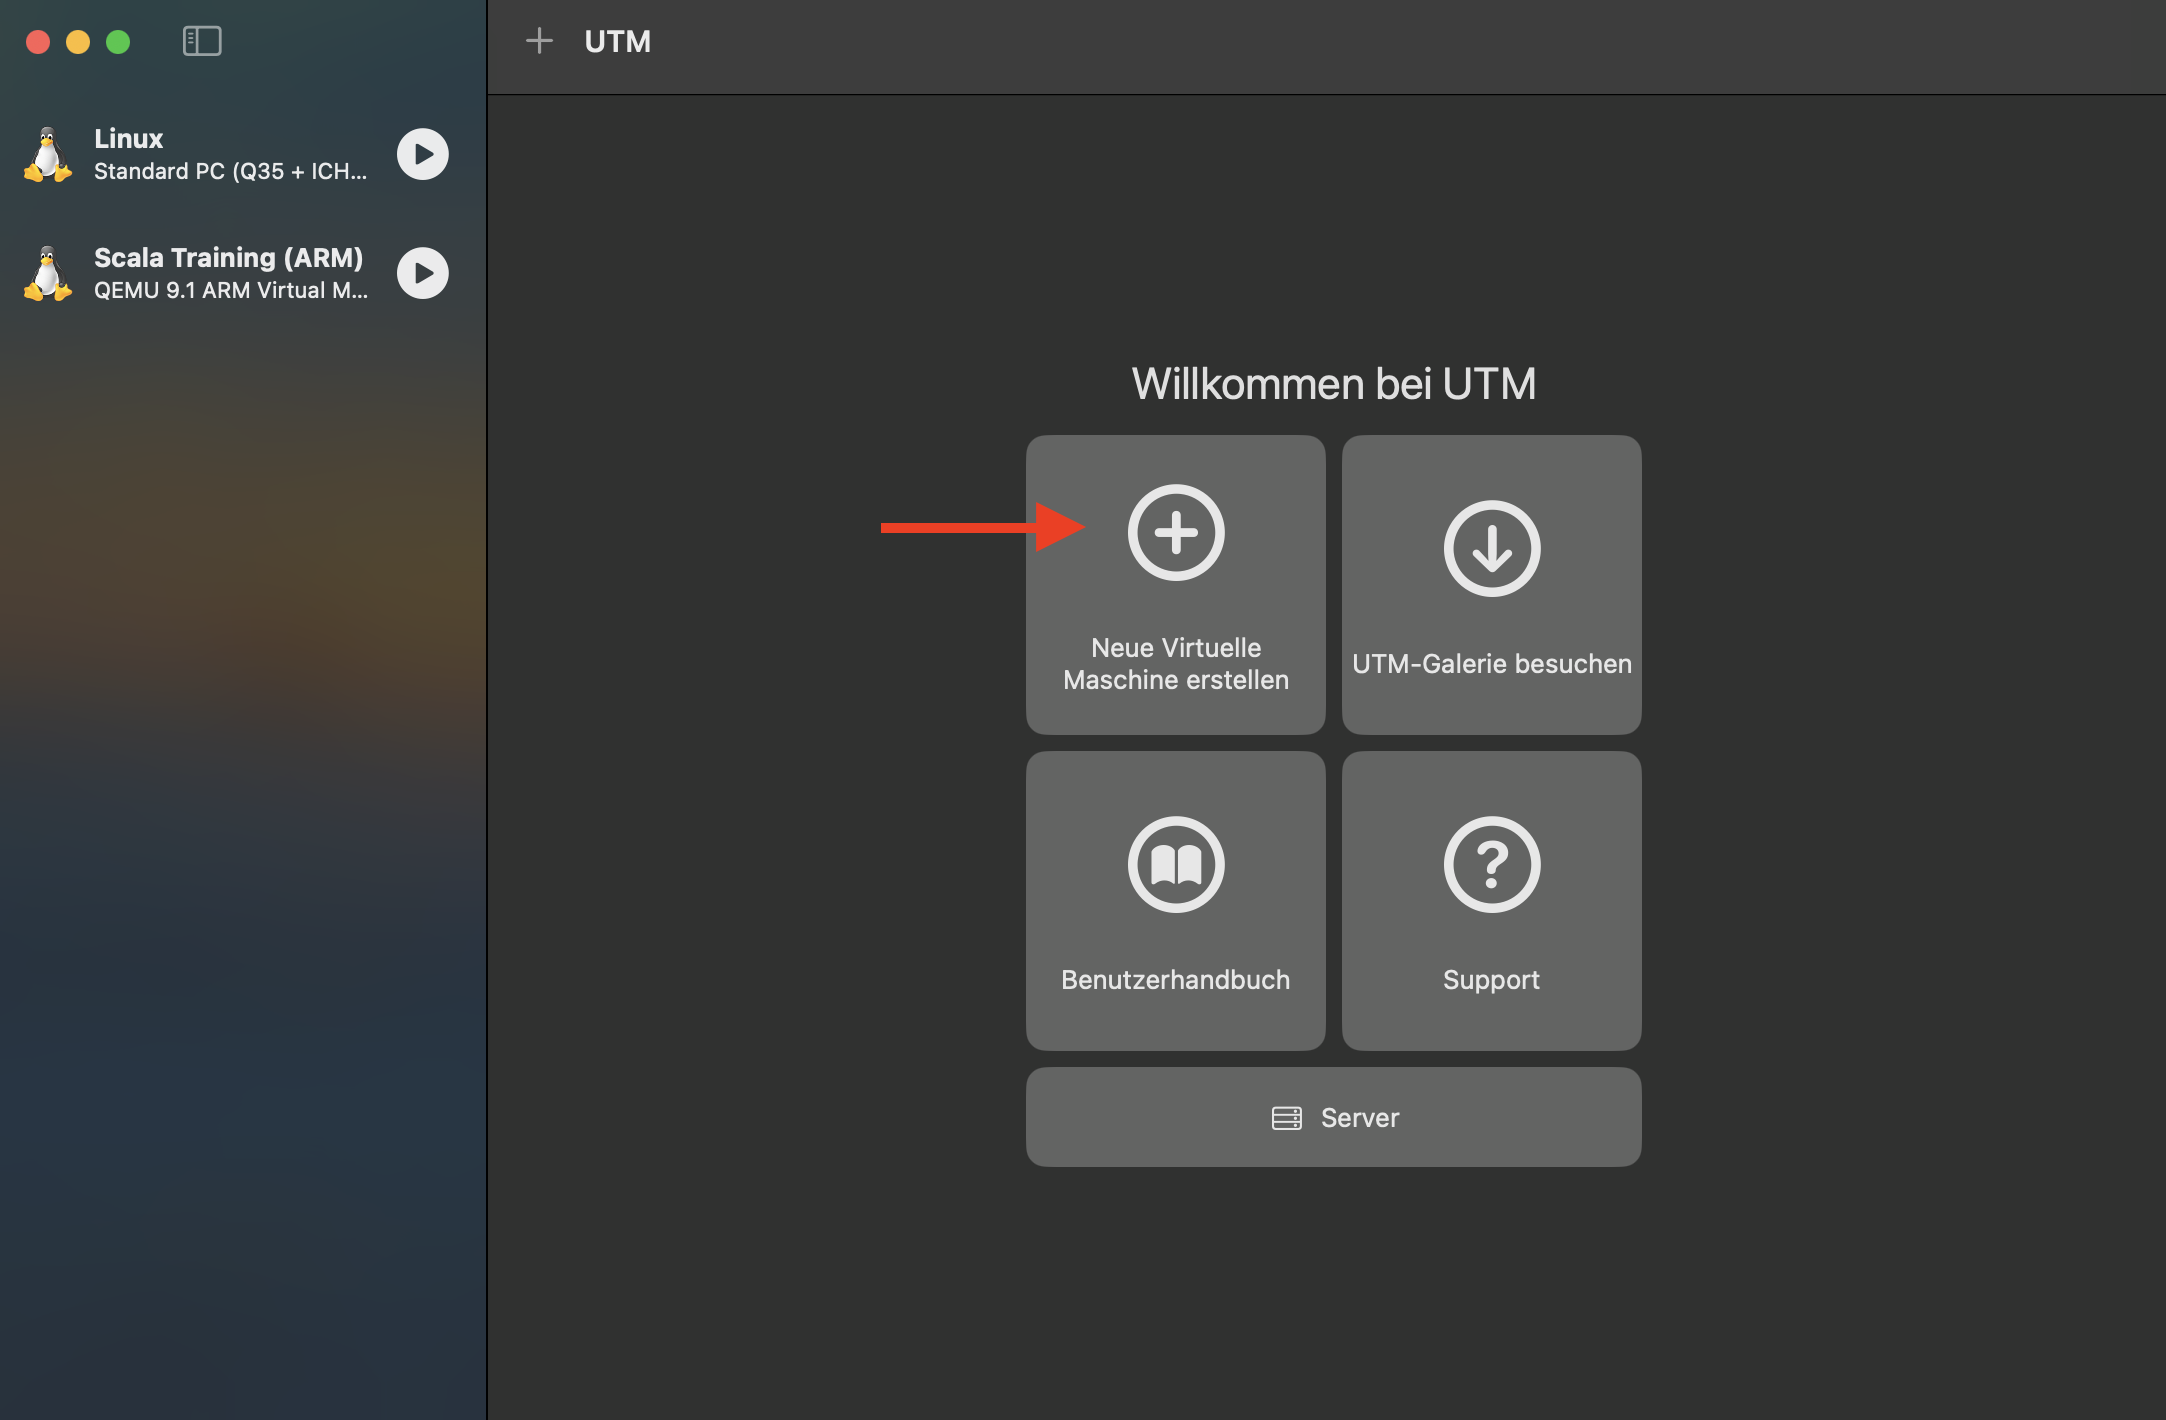 UTM
Linux
Standard PC (Q35 + ICH...
Scala Training (ARM)
QEMU 9.1 ARM Virtual M...
Willkommen bei UTM
Neue Virtuelle
Maschine erstellen
UTM-Galerie besuchen
Benutzerhandbuch
Support
Server